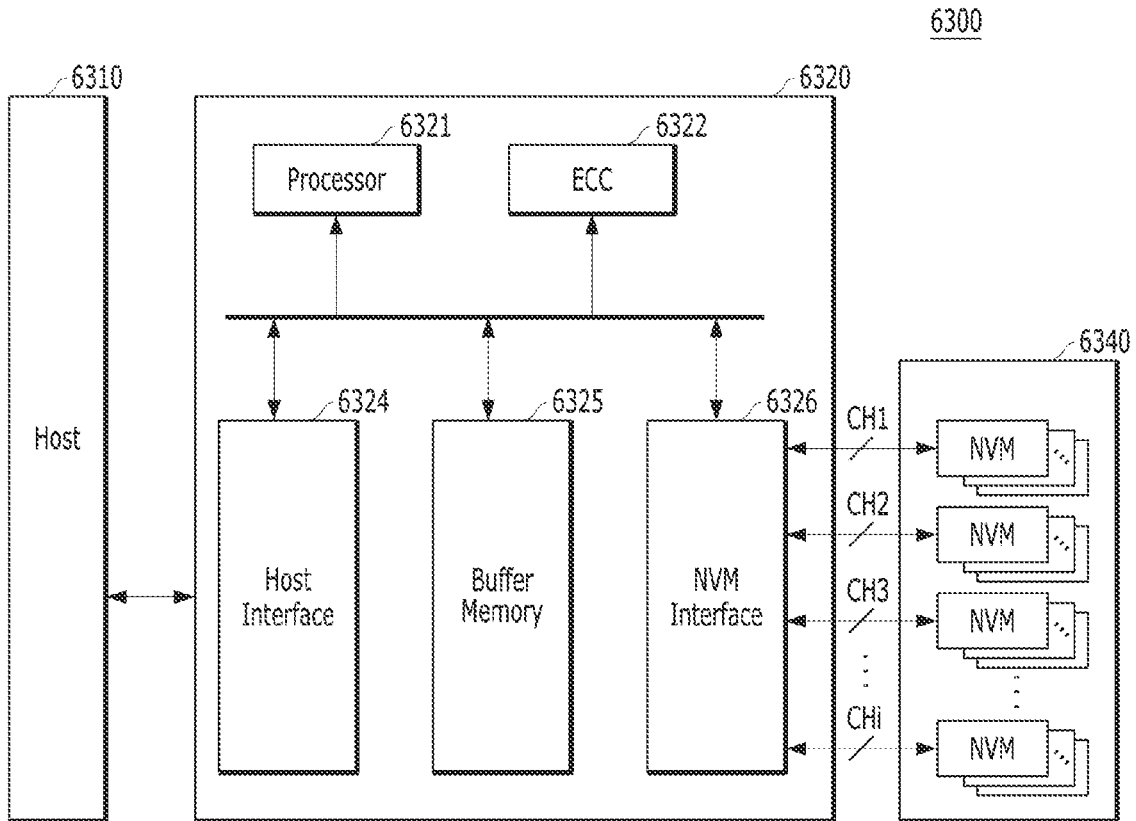 6300
6310
6320
6321
6322
Processor
ECC
6340
6324
6325
6326
CH1
NVM
Host
CH2
NVM
Host
Interface
Buffer
Memory
NVM
Interface
CH3
NVM
CHi
NVM